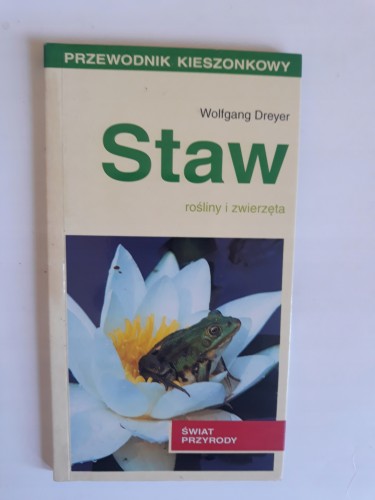 PRZEWODNIK KIESZONKOWY
Wolfgang Dreyer
Staw
rośliny i zwierzęta
ŚWIAT
PRZYRODY